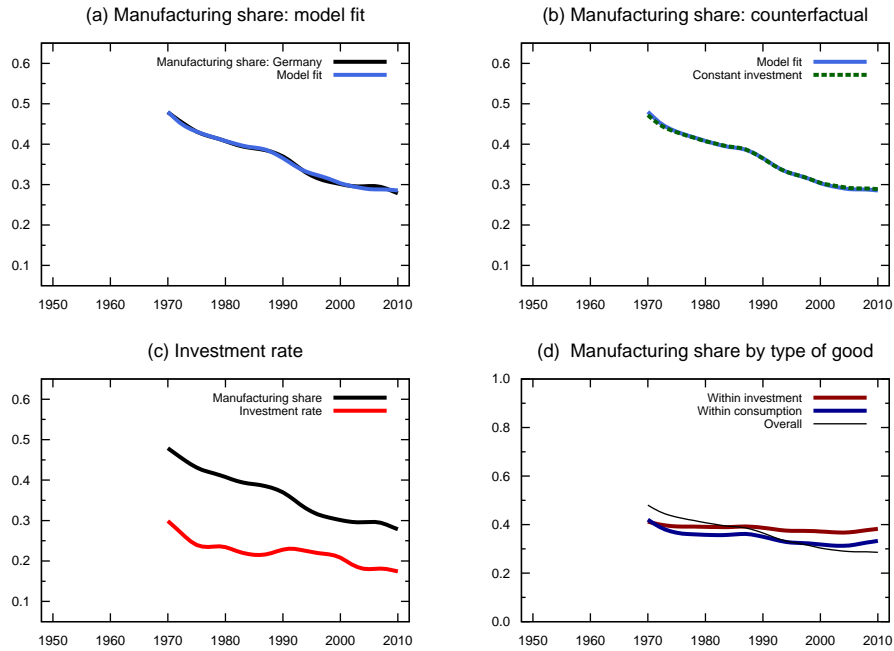 (a) Manufacturing share: model fit
0.6
0.5
0.4
0.3
0.2
0.1
Manufacturing share: Germany
Model fit
1950 1960 1970 1980 1990 2000 2010
(b) Manufacturing share: counterfactual
0.6
0.5
0.4
0.3
0.2
0.1
Model fit
Constant investment
1950 1960 1970 1980 1990 2000 2010
(c) Investment rate
0.6
0.5
0.4
0.3
0.2
0.1
Manufacturing share
Investment rate
1950 1960 1970 1980 1990 2000 2010
(d) Manufacturing share by type of good
1.0
0.8
0.6
0.4
0.2
0.0
Within investment
Within consumption
Overall
1950 1960 1970 1980 1990 2000 2010